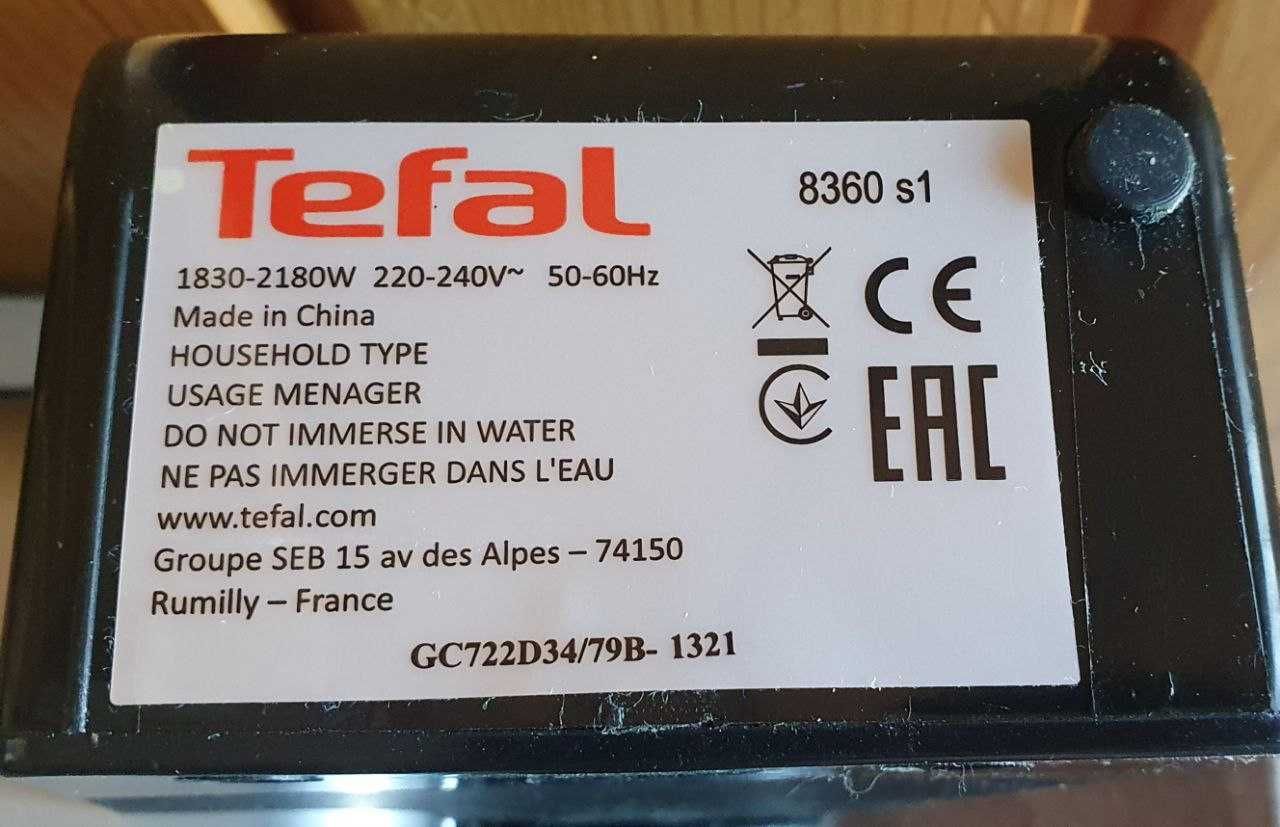 Tefal
8360 s1
1830-2180W 220-240V~ 50-60Hz
Made in China
HOUSEHOLD TYPE
USAGE MENAGER
DO NOT IMMERSE IN WATER
NE PAS IMMERGER DANS L'EAU
www.tefal.com
Groupe SEB 15 av des Alpes – 74150
Rumilly – France
GC722D34/79B- 1321
CE
EAC